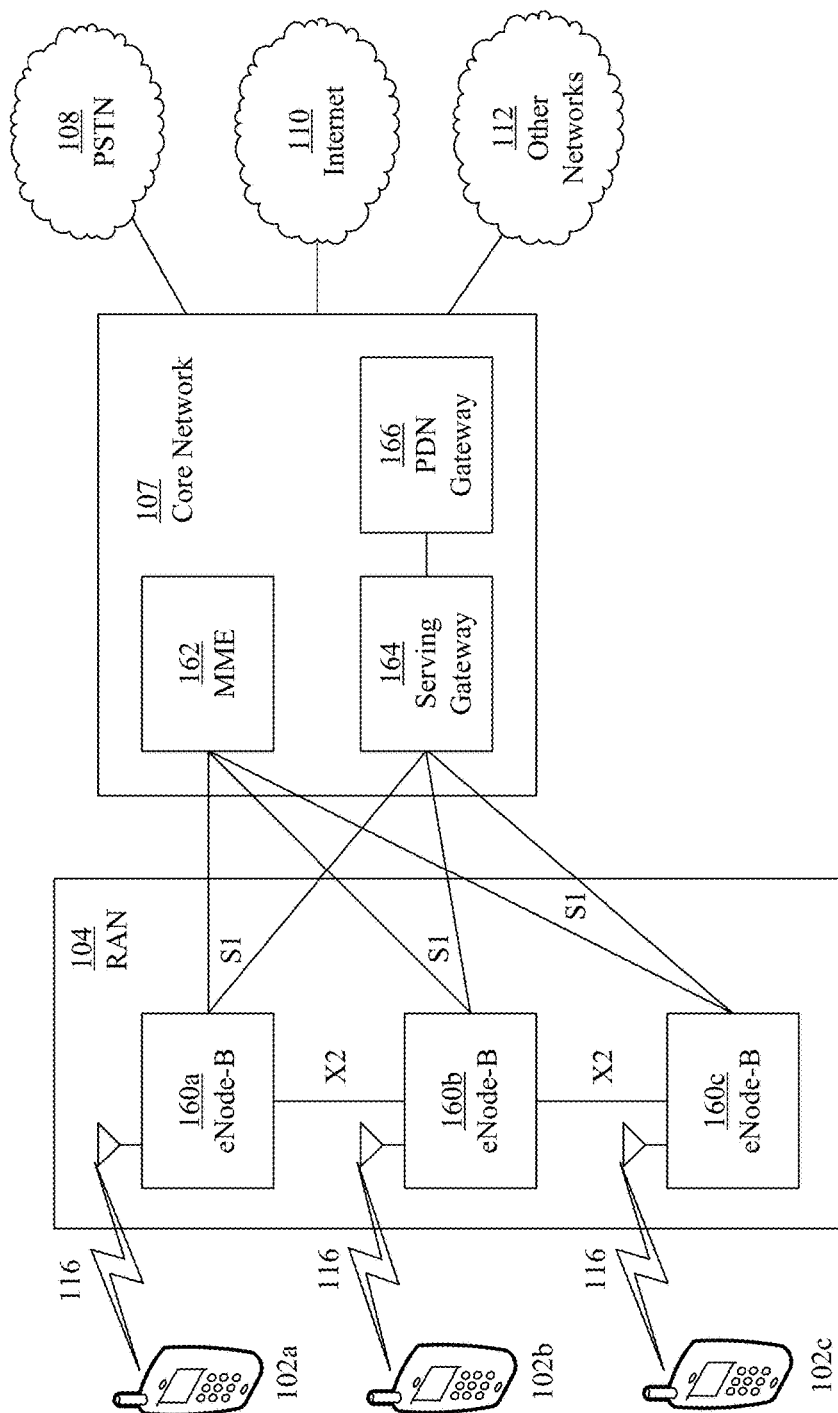 102a
102b
102c
116
116
116
104
RAN
160a
eNode-B
X2
160b
eNode-B
X2
160c
eNode-B
S1
S1
S1
107
Core Network
162
MME
164
Serving
Gateway
166
PDN
Gateway
108
PSTN
110
Internet
112
Other
Networks